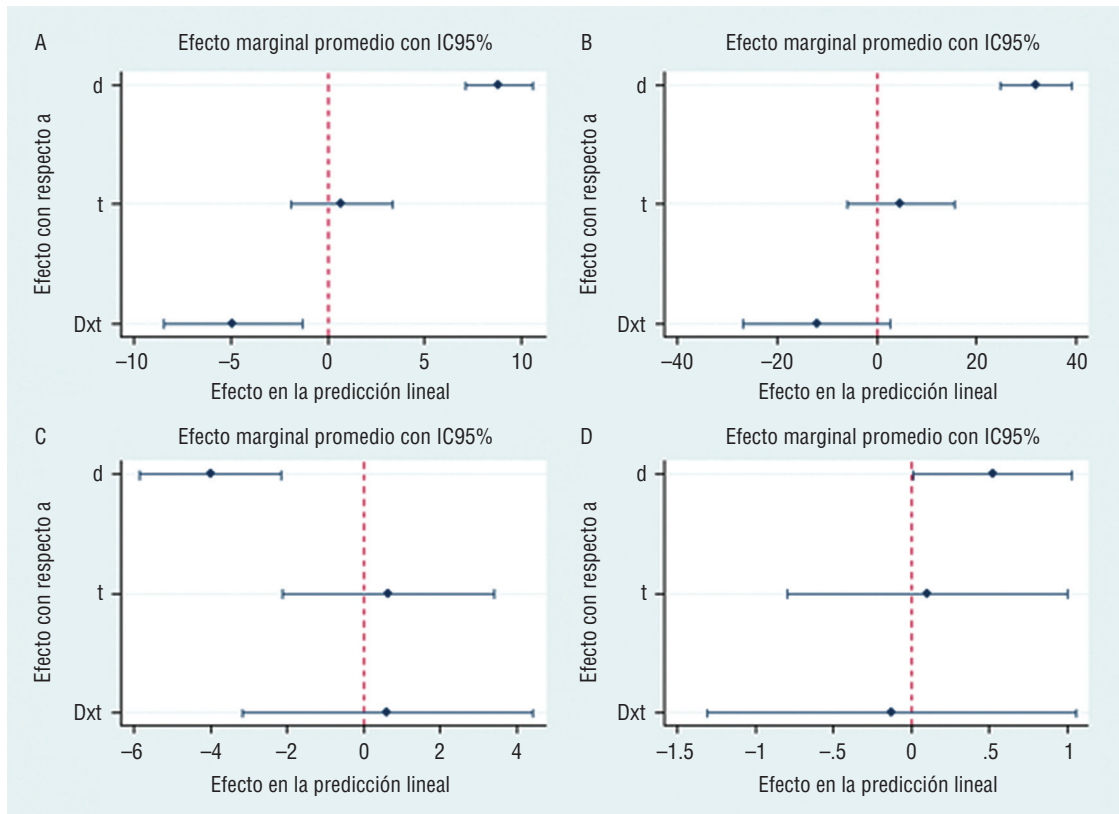 A
Efecto marginal promedio con IC95%
Efecto con respecto a
d
t
Dxt
–10 –5 0 5 10
Efecto en la predicción lineal
B
Efecto marginal promedio con IC95%
Efecto con respecto a
d
t
Dxt
–40 –20 0 20 40
Efecto en la predicción lineal
C
Efecto marginal promedio con IC95%
Efecto con respecto a
d
t
Dxt
–6 –4 –2 0 2 4
Efecto en la predicción lineal
D
Efecto marginal promedio con IC95%
Efecto con respecto a
d
t
Dxt
–1.5 –1 –.5 0 .5 1
Efecto en la predicción lineal